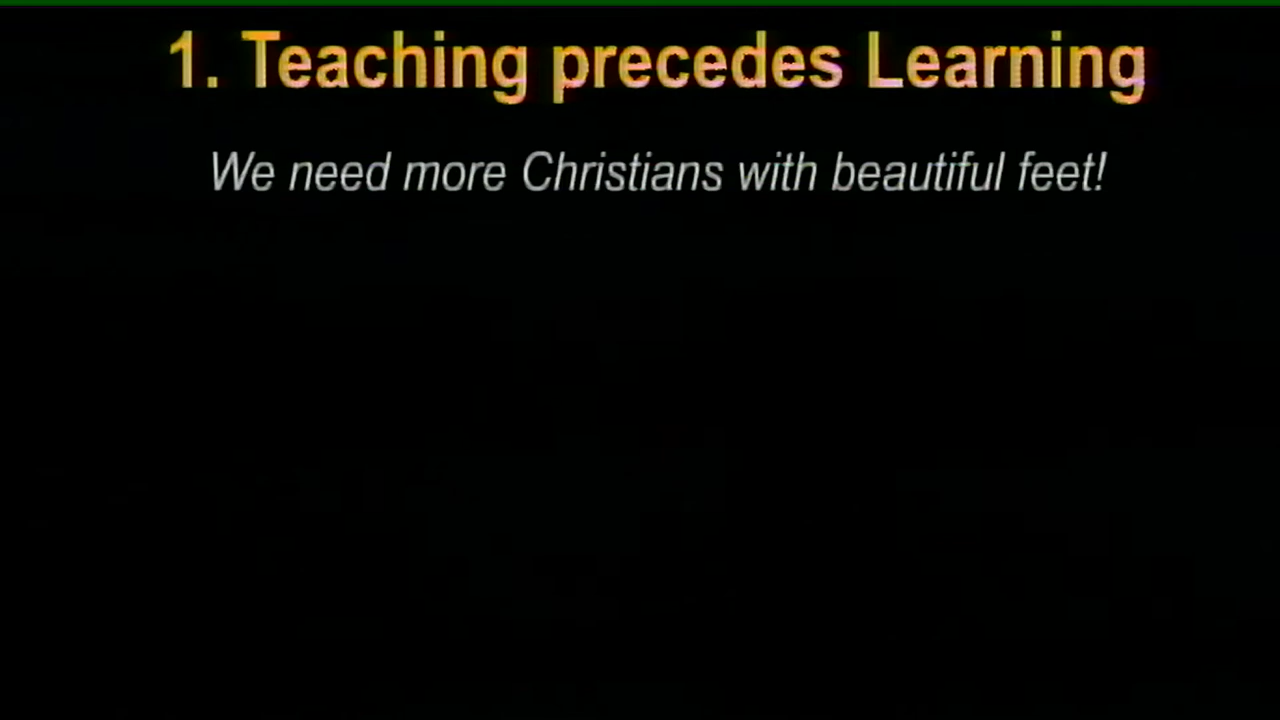 1. Teaching precedes Learning
We need more Christians with beautiful feet!